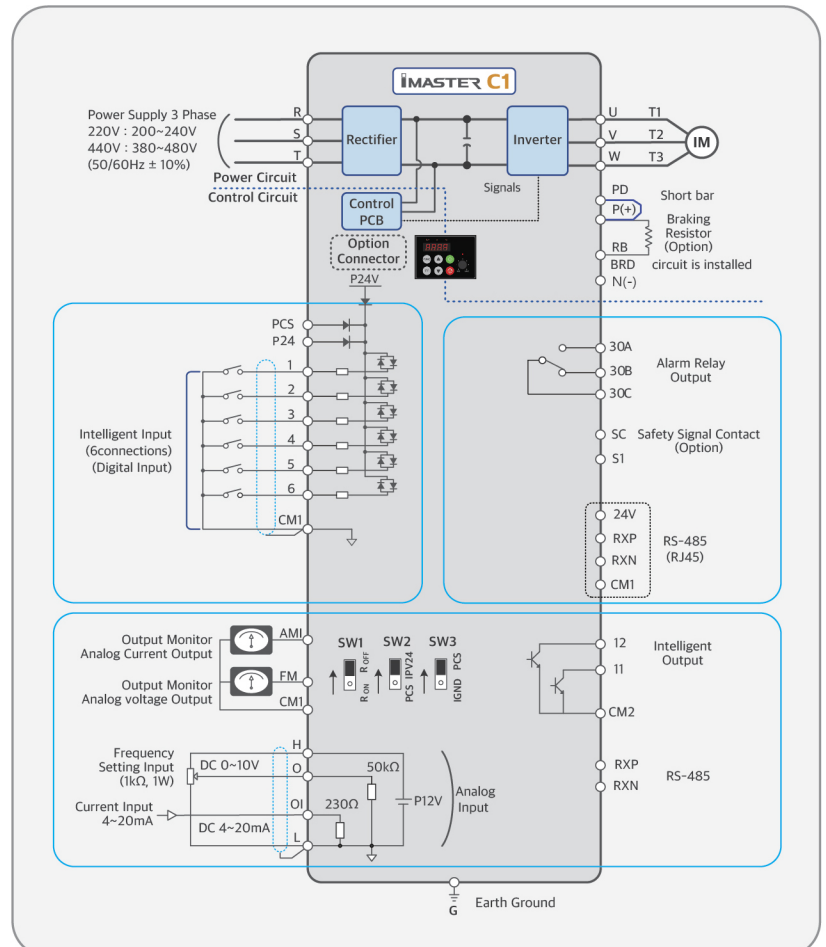 iMASTER C1
Power Supply 3 Phase
220V : 200~240V
440V : 380~480V
(50/60Hz ± 10%)
R
S
T
Rectifier
Inverter
U T1
V T2
W T3
IM
Power Circuit
Control Circuit
Control
PCB
Signals
Option
Connector
P24V
PD
P(+)
RB
BRD
N(-)
Short bar
Braking
Resistor
(Option)
circuit is installed
PCS
P24
1
2
3
4
5
6
CM1
Intelligent Input
(6connections)
(Digital Input)
30A
30B
30C
Alarm Relay
Output
SC
S1
Safety Signal Contact
(Option)
24V
RXP
RXN
CM1
RS-485
(RJ45)
Output Monitor
Analog Current Output
AMI
Output Monitor
Analog voltage Output
FM
CM1
SW1
R ON
R OFF
SW2
PCS
IPV24
SW3
IGND
PCS
12
11
CM2
Intelligent
Output
RXP
RXN
RS-485
Frequency
Setting Input
(1kΩ, 1W)
Current Input
4~20mA
H
DC 0~10V
O
OI
DC 4~20mA
L
50kΩ
230Ω
P12V
Analog
Input
G
Earth Ground